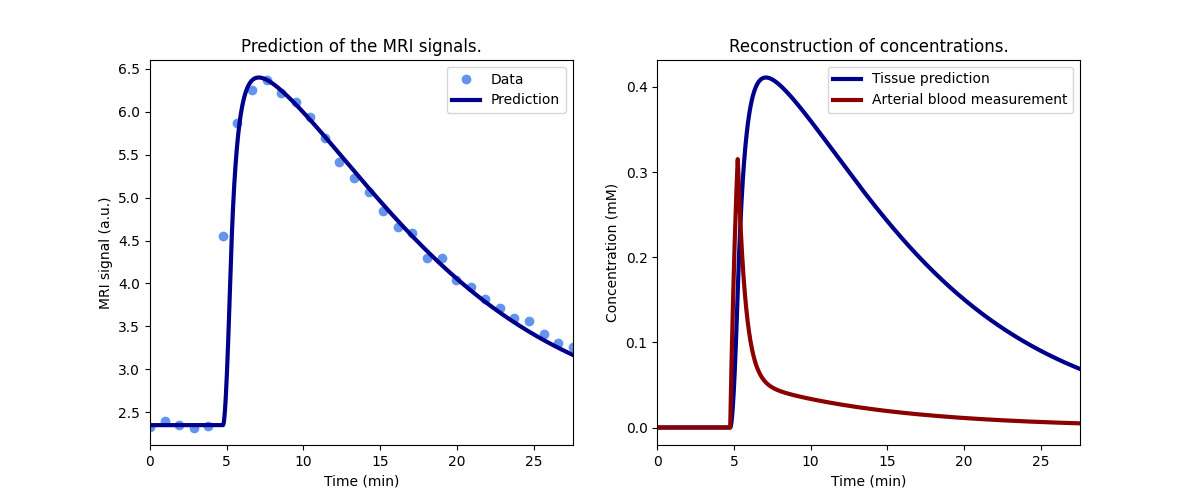 Prediction of the MRI signals.
MRI signal (a.u.)
6.5
6.0
5.5
5.0
4.5
4.0
3.5
3.0
2.5
Data
Prediction
0 5 10 15 20 25
Time (min)
Reconstruction of concentrations.
Concentration (mM)
0.4
0.3
0.2
0.1
0.0
Tissue prediction
Arterial blood measurement
0 5 10 15 20 25
Time (min)